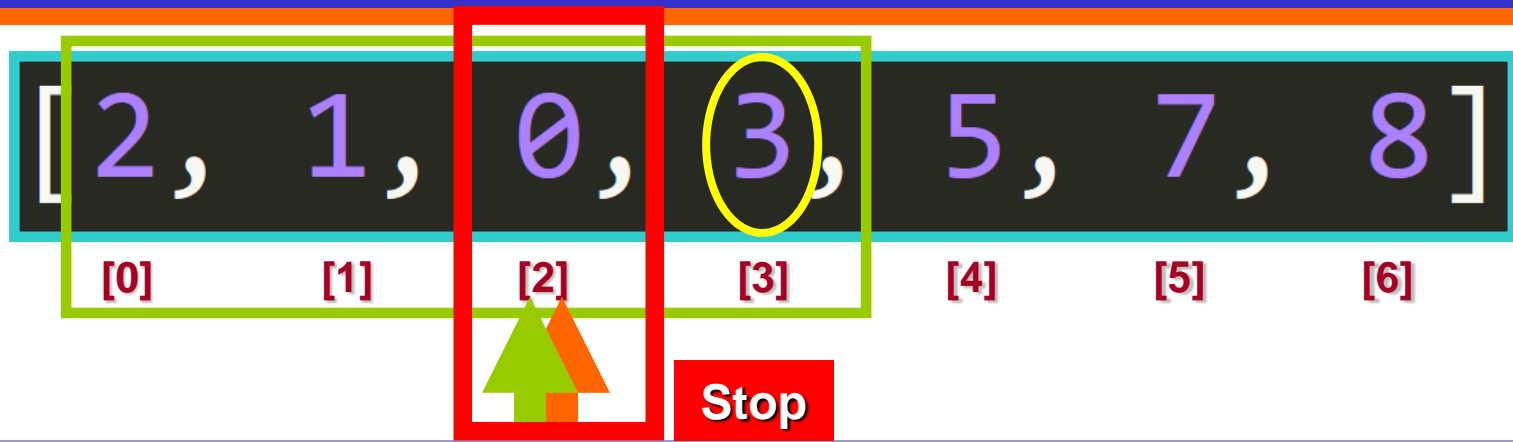 [2, 1, 0, 3, 5, 7, 8]
[0] [1] [2] [3] [4] [5] [6]
Stop